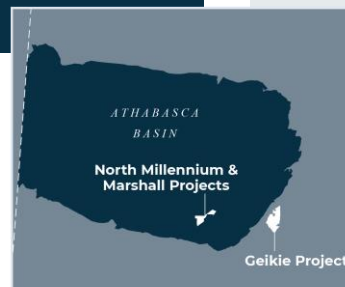 ATHABASCA
BASIN
North Millennium &
Marshall Projects
Geikie Project